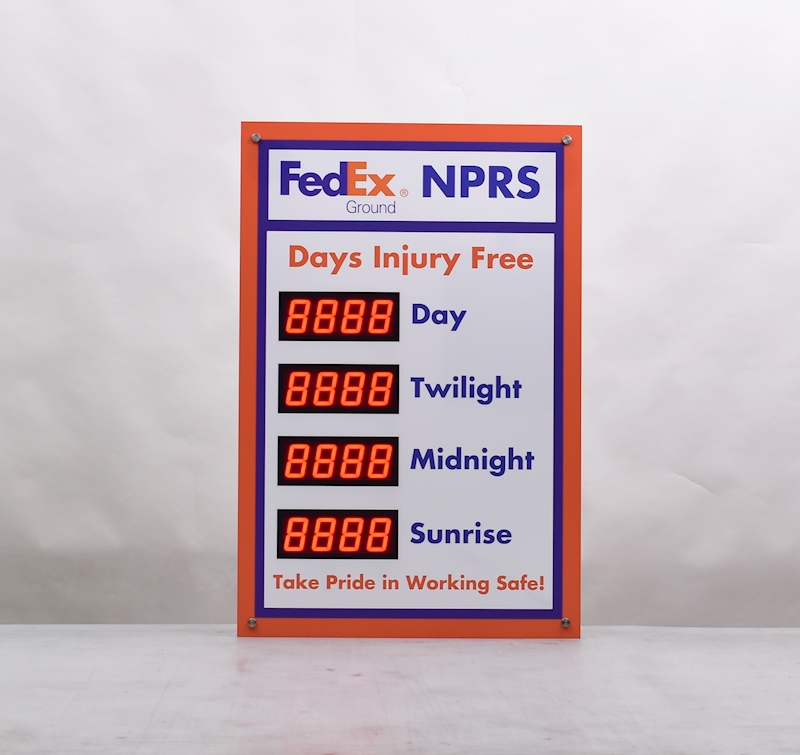 FedEx® NPRS
Ground
Days Injury Free
8888 Day
8888 Twilight
8888 Midnight
8888 Sunrise
Take Pride in Working Safe!